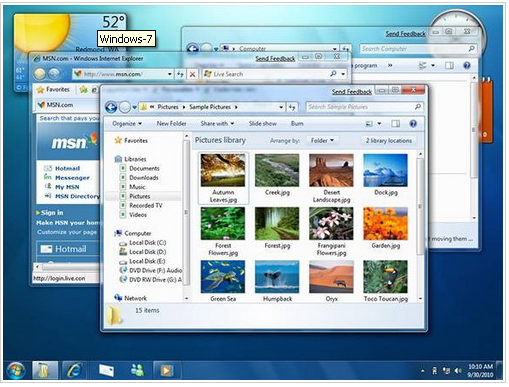 52°
Redmond, WA
Windows-7
Send Feedback
Computer
Search Computer
MSN.com - Windows Internet Explorer
Send Feedback
http://www.msn.com/
Live Search
program
Favorites
MSN.com
Search that pays you
msn
Hotmail
Messenger
My MSN
MSN Directory
Sign in
Make MSN your hom
Customize your page
Hotmail
http://login.live.con
Send Feedback
Pictures
Sample Pictures
Search Sample Pictures
Organize
New Folder
Share with
Slide show
Burn
Favorites
Libraries
Documents
Downloads
Music
Pictures
Recorded TV
Videos
Computer
Local Disk (C:)
Local Disk (D:)
Local Disk (E:)
DVD Drive (F:) Audio
DVD RW Drive (G:) A
Network
Pictures library
Arrange by: Folder
2 library locations
Autumn Leaves.jpg
Creek.jpg
Desert Landscape.jpg
Dock.jpg
Forest Flowers.jpg
Forest.jpg
Frangipani Flowers.jpg
Garden.jpg
Green Sea
Humpback
Oryx
Toco Toucan.jpg
15 items
t moving them ...
10:10 AM
9/30/2010